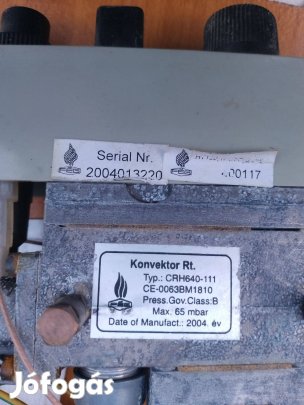 Serial Nr.
2004013220
400117
Konvektor Rt.
Typ.: CRH640-111
CE-0063BM1810
Press.Gov.Class:B
Max. 65 mbar
Date of Manufact.: 2004. év
Jófogás